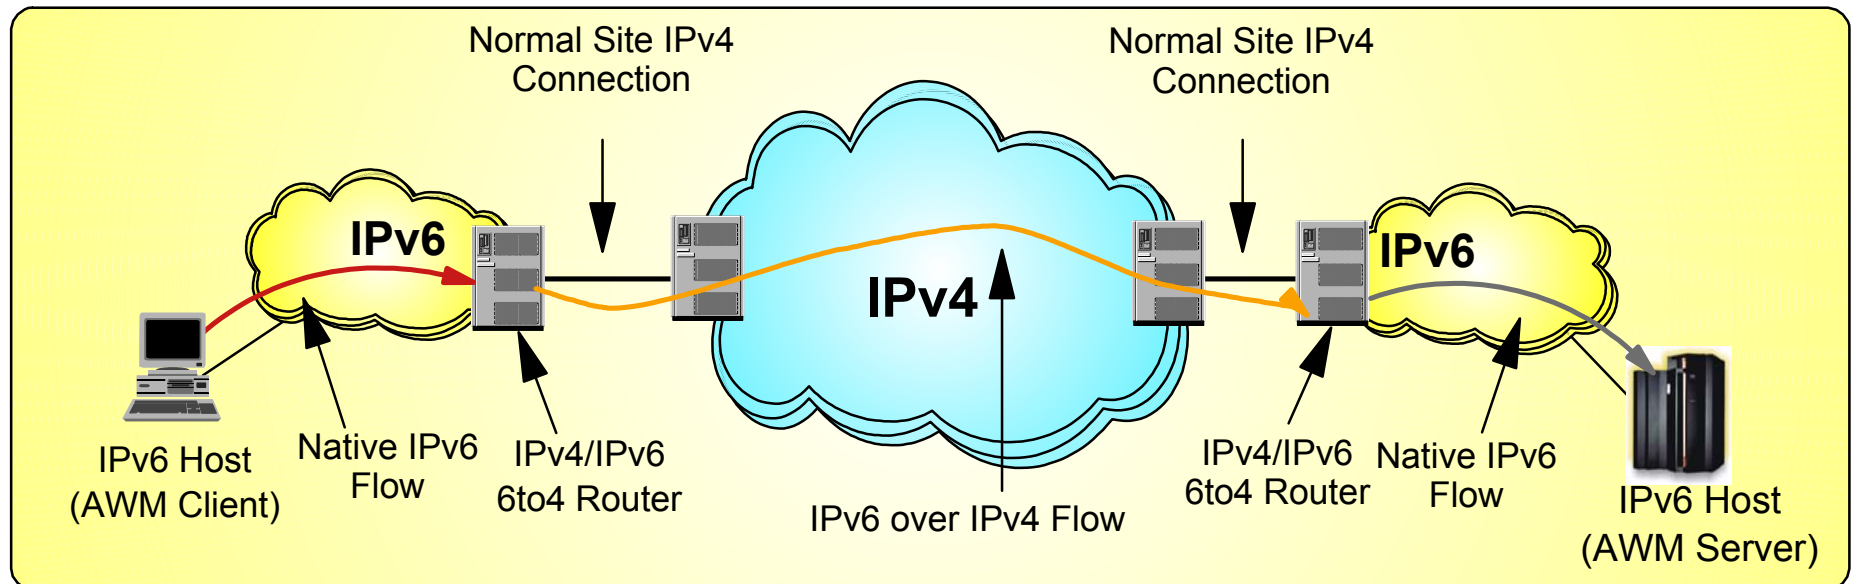 Normal Site IPv4
Connection
Normal Site IPv4
Connection
IPv6
IPv4
IPv6
IPv6 Host
(AWM Client)
Native IPv6
Flow
IPv4/IPv6
6to4 Router
IPv6 over IPv4 Flow
IPv4/IPv6
6to4 Router
Native IPv6
Flow
IPv6 Host
(AWM Server)